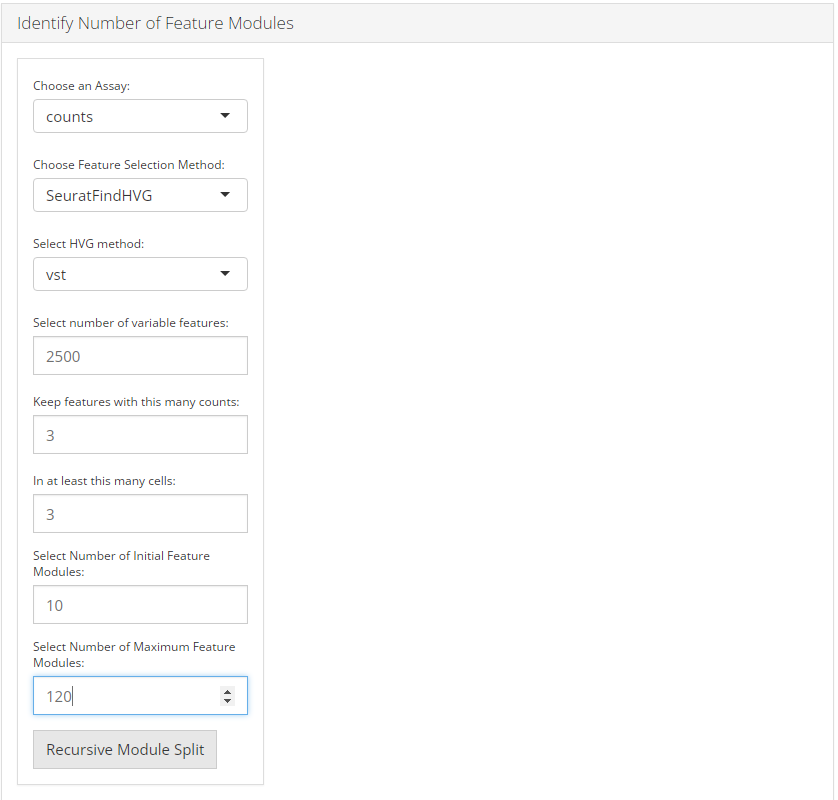 Identify Number of Feature Modules
Choose an Assay:
counts
Choose Feature Selection Method:
SeuratFindHVG
Select HVG method:
vst
Select number of variable features:
2500
Keep features with this many counts:
3
In at least this many cells:
3
Select Number of Initial Feature
Modules:
10
Select Number of Maximum Feature
Modules:
120
Recursive Module Split